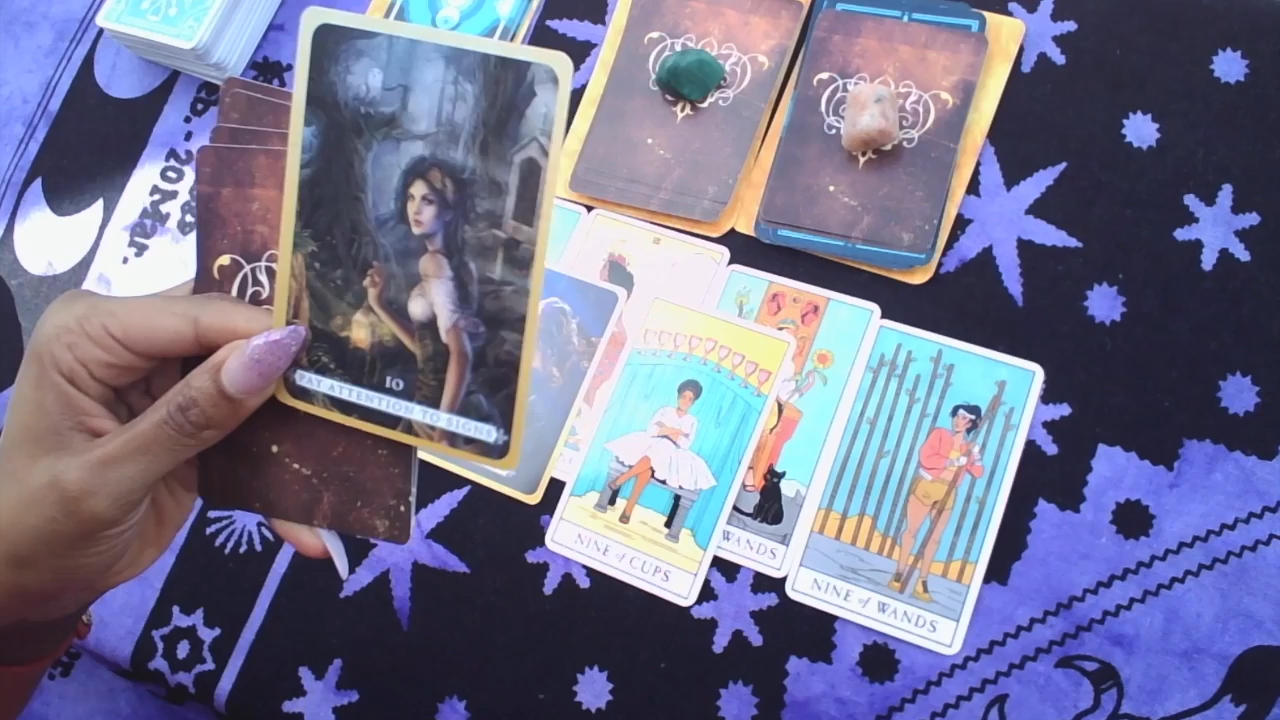 20 Mar.
10
PAY ATTENTION TO SIGNS
NINE of CUPS
WANDS
NINE of WANDS